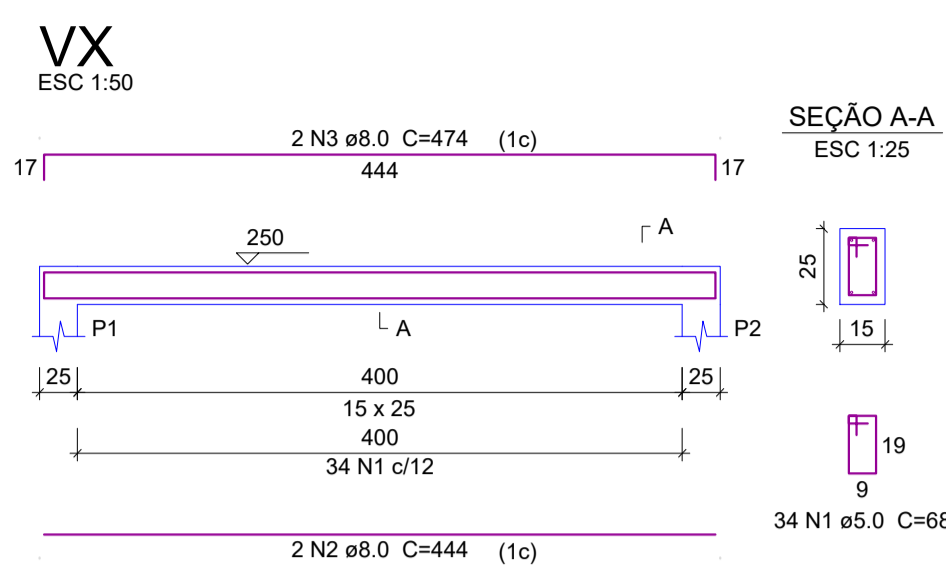 VX
ESC 1:50
SEÇÃO A-A
ESC 1:25
2 N3 ø8.0 C=474 (1c)
17
444
17
250
A
A
P1
P2
25
15
25
400
25
15 x 25
400
34 N1 c/12
19
9
34 N1 ø5.0 C=68
2 N2 ø8.0 C=444 (1c)